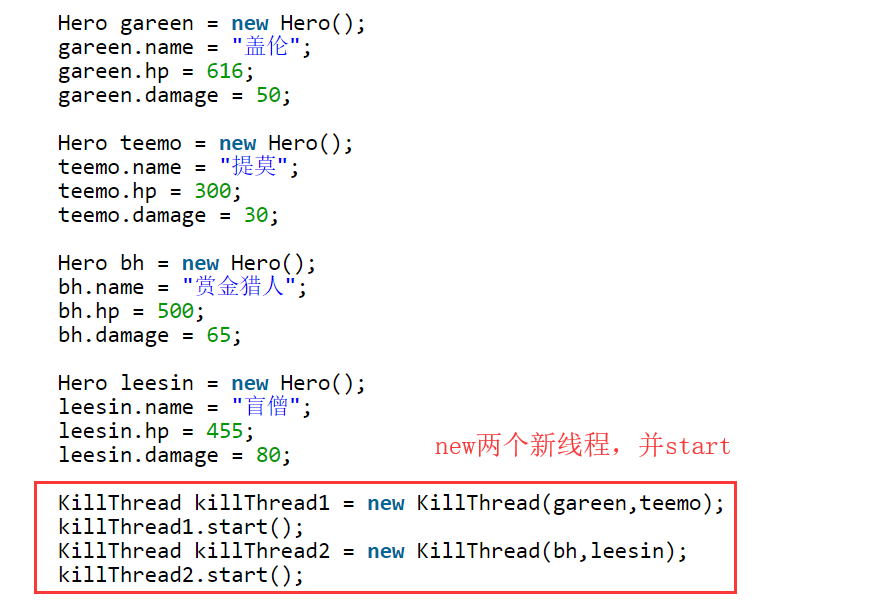 Hero gareen = new Hero();
gareen.name = "盖伦";
gareen.hp = 616;
gareen.damage = 50;
Hero teemo = new Hero();
teemo.name = "提莫";
teemo.hp = 300;
teemo.damage = 30;
Hero bh = new Hero();
bh.name = "赏金猎人";
bh.hp = 500;
bh.damage = 65;
Hero leesin = new Hero();
leesin.name = "盲僧";
leesin.hp = 455;
leesin.damage = 80;
new两个新线程，并start
KillThread killThread1 = new KillThread(gareen,teemo);
killThread1.start();
KillThread killThread2 = new KillThread(bh,leesin);
killThread2.start();